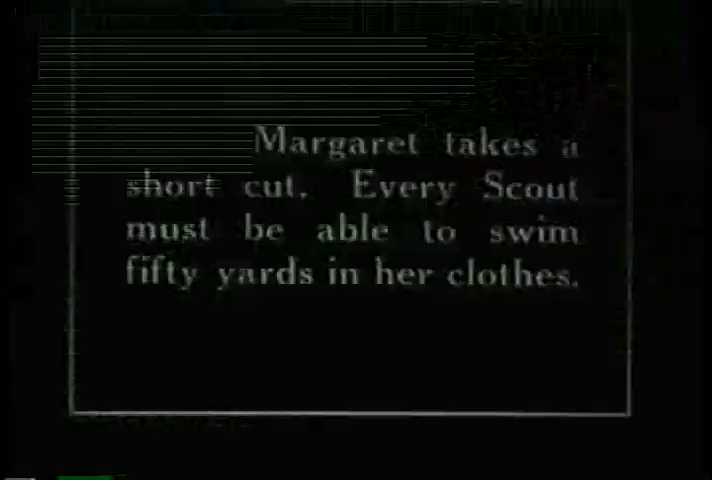 Margaret takes a
short cut. Every Scout
must be able to swim
fifty yards in her clothes.